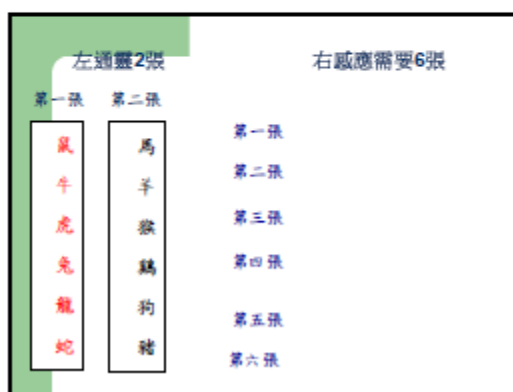 左通靈2張
右感應需要6張
第一張 第二張
鼠 馬
牛 羊
虎 猴
兔 鷄
龍 狗
蛇 豬
第一張
第二張
第三張
第四張
第五張
第六張